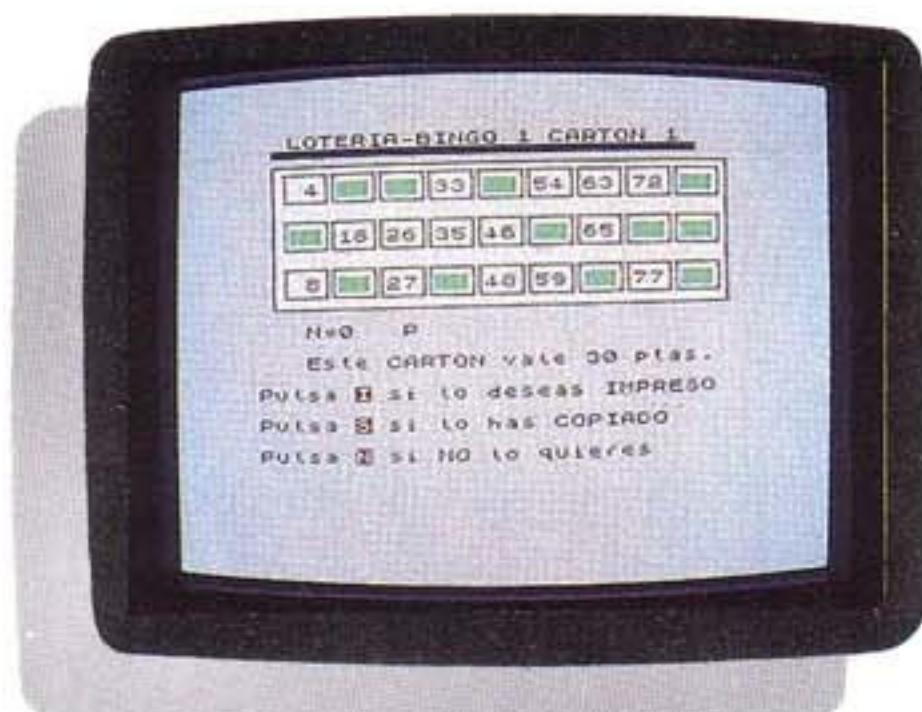 LOTERIA-BINGO 1 CARTON 1
4 33 54 63 72
16 26 35 46 65
8 27 48 59 77
N=0 P
Este CARTON vale 30 ptas.
Pulsa I si lo deseas IMPRESO
Pulsa S si lo has COPIADO
Pulsa N si NO lo quieres